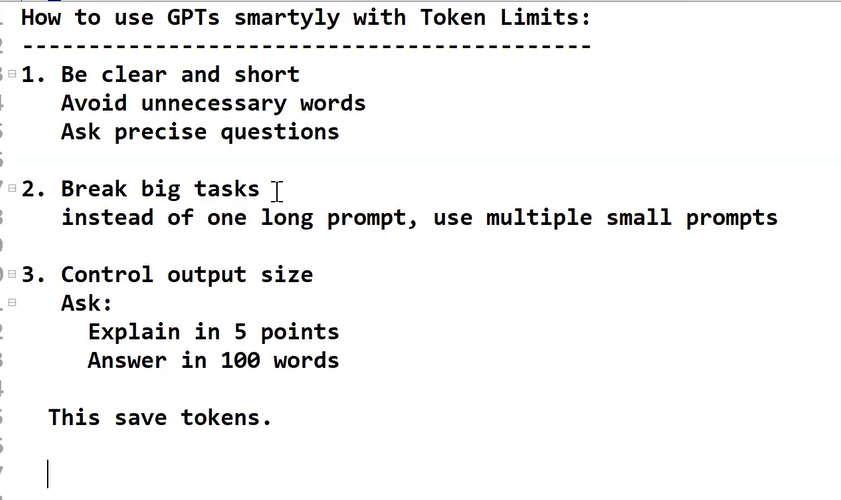 How to use GPTs smartyly with Token Limits:
-------------------------------------------
1. Be clear and short
Avoid unnecessary words
Ask precise questions
2. Break big tasks
instead of one long prompt, use multiple small prompts
3. Control output size
Ask:
Explain in 5 points
Answer in 100 words
This save tokens.